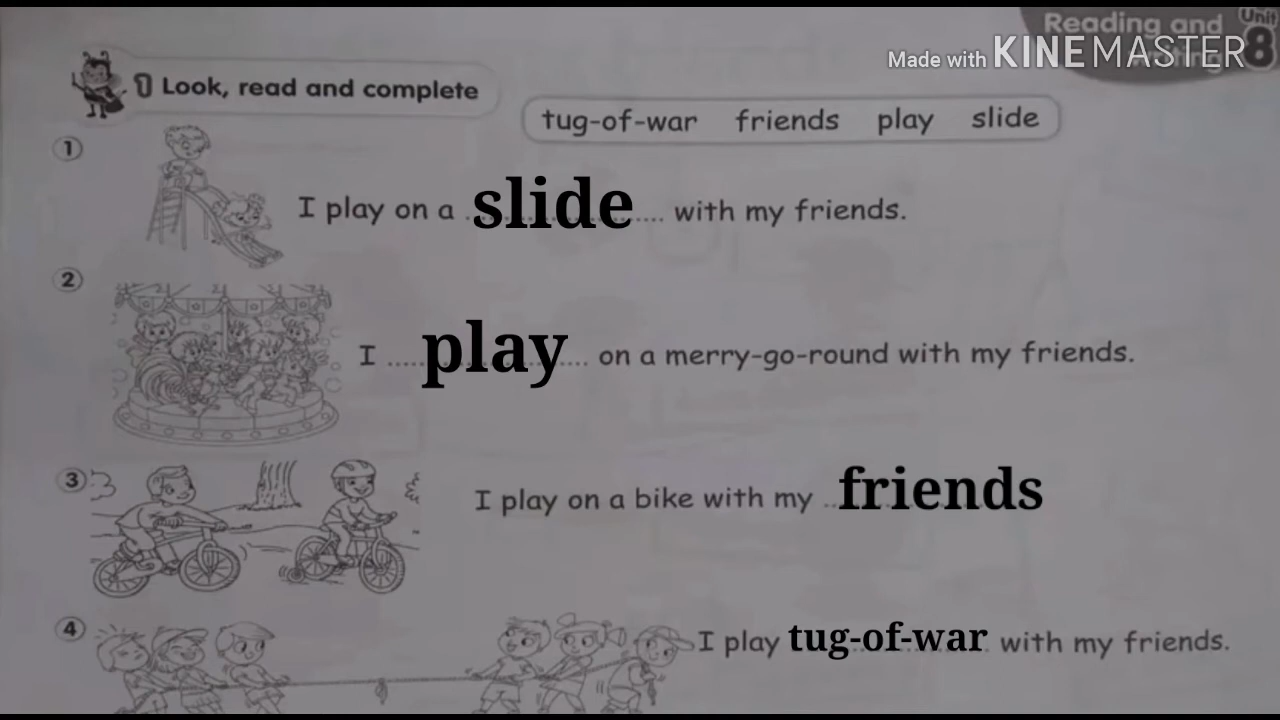 Reading and
Unit
8
Made with KINEMASTER
1 Look, read and complete
tug-of-war friends play slide
1
I play on a slide with my friends.
2
I play on a merry-go-round with my friends.
3
I play on a bike with my friends
4
I play tug-of-war with my friends.